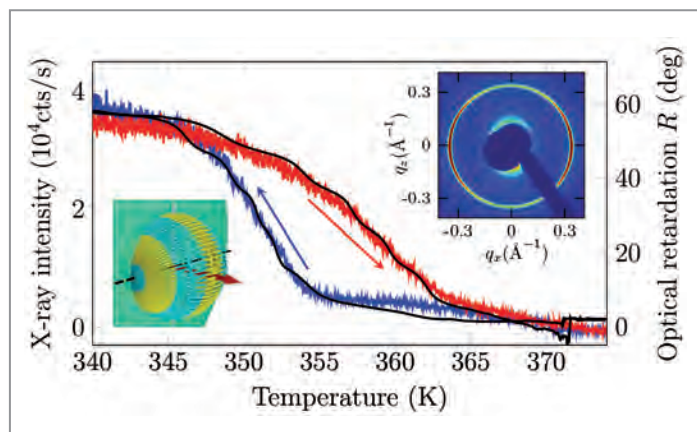 4
2
0
X-ray intensity (10⁴cts/s)
340 345 350 355 360 365 370
Temperature (K)
60
40
20
0
Optical retardation R (deg)
0.3
0
-0.3
q_z(Å⁻¹)
-0.3 0 0.3
q_x(Å⁻¹)